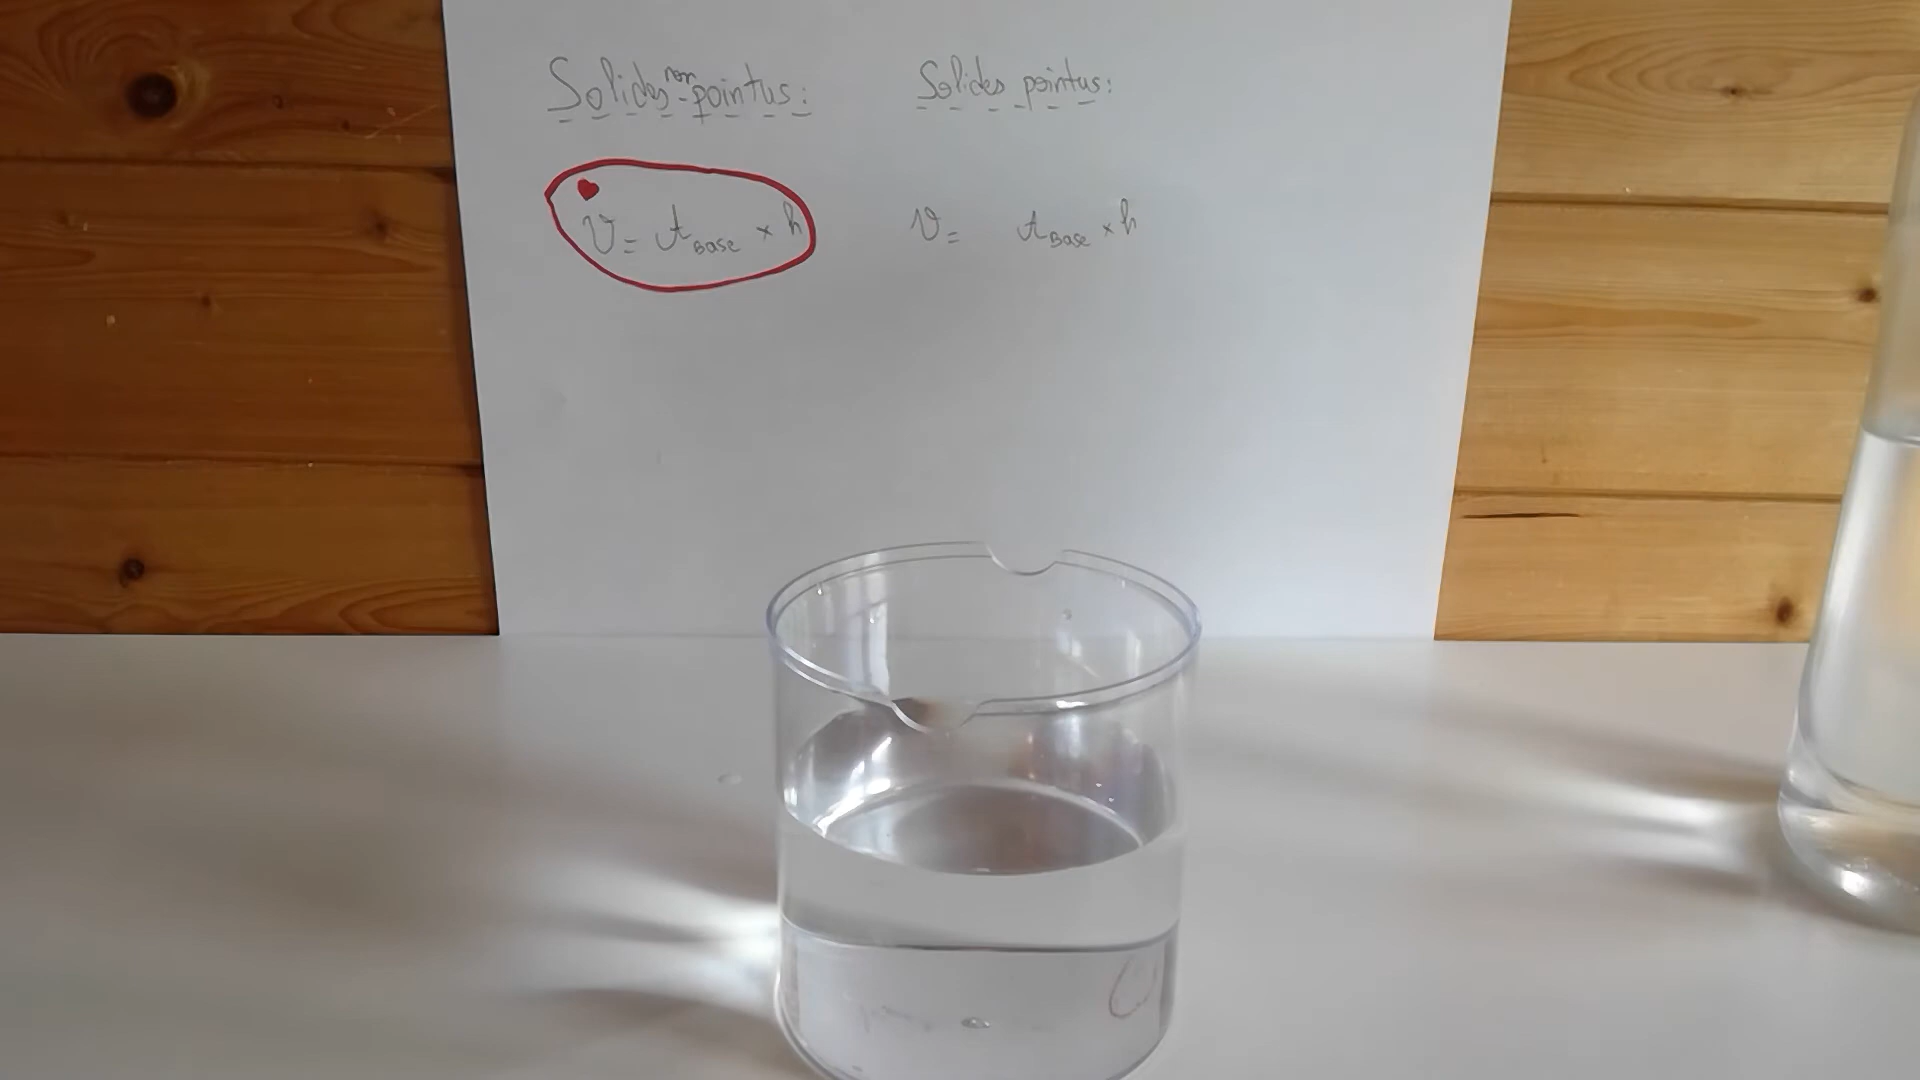 Solides non pointus:
Solides pointus:
♥
V = A Base × h
V = A Base × h